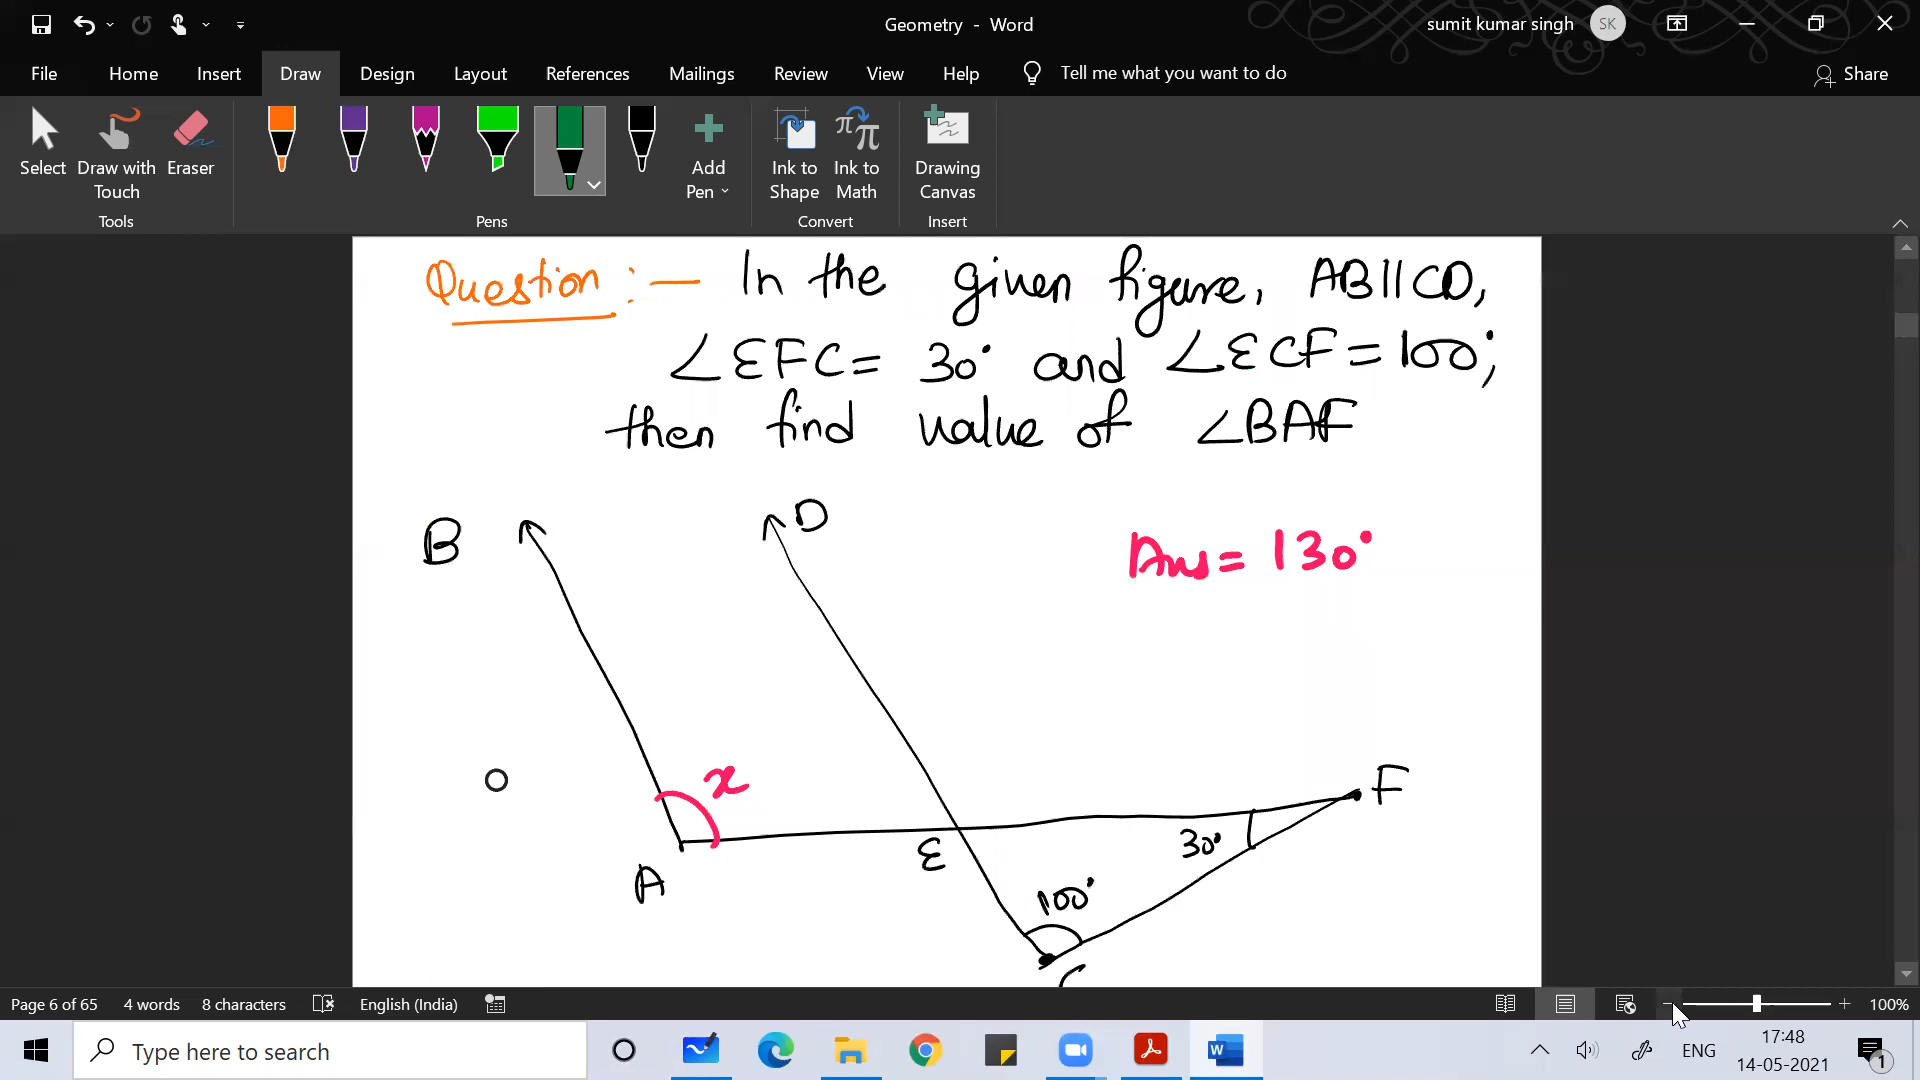 Geometry - Word
sumit kumar singh SK
File Home Insert Draw Design Layout References Mailings Review View Help Tell me what you want to do Share
Select Draw with Touch Eraser
Add Pen
Ink to Shape Ink to Math
Drawing Canvas
Tools Pens Convert Insert
Question :— In the given figure, AB||CD,
∠EFC = 30° and ∠ECF = 100°;
then find value of ∠BAF
B D
Ans = 130°
x
F
A E 30°
100°
C
Page 6 of 65 4 words 8 characters English (India) 100%
Type here to search
ENG 17:48
14-05-2021 1